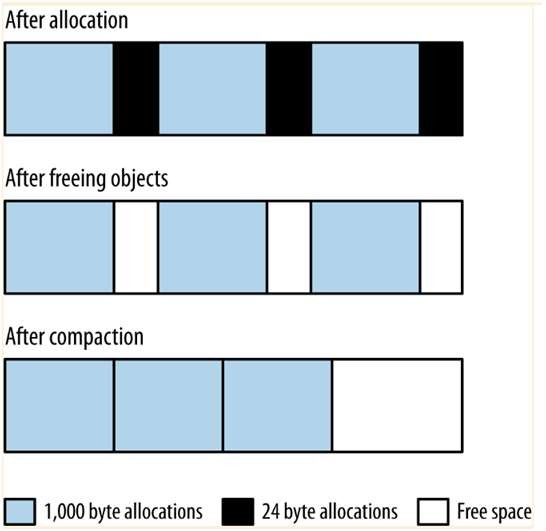 After allocation
After freeing objects
After compaction
1,000 byte allocations 24 byte allocations Free space